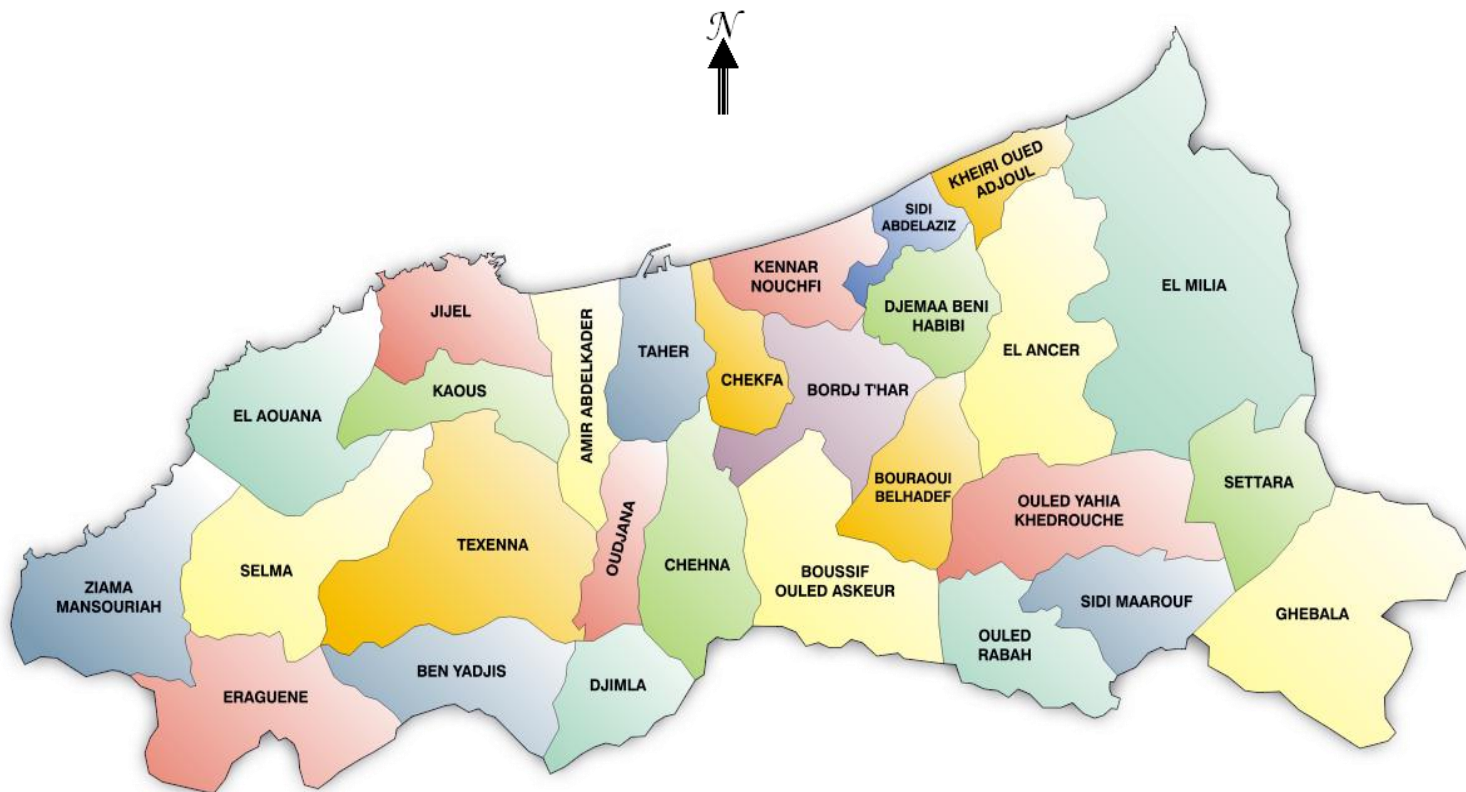 N
KHEIRI OUED
ADJOUL
SIDI
ABDELAZIZ
KENNAR
NOUCHFI
EL MILIA
DJEMAA BENI
HABIBI
JIJEL
TAHER
EL ANCER
AMIR ABDELKADER
CHEKFA
BORDJ T'HAR
KAOUS
EL AOUANA
BOURAOUI
BELHADEF
SETTARA
OULED YAHIA
KHEDROUCHE
OUDJANA
TEXENNA
CHEHNA
SELMA
BOUSSIF
OULED ASKEUR
ZIAMA
MANSOURIAH
SIDI MAAROUF
GHEBALA
OULED
RABAH
BEN YADJIS
DJIMLA
ERAGUENE